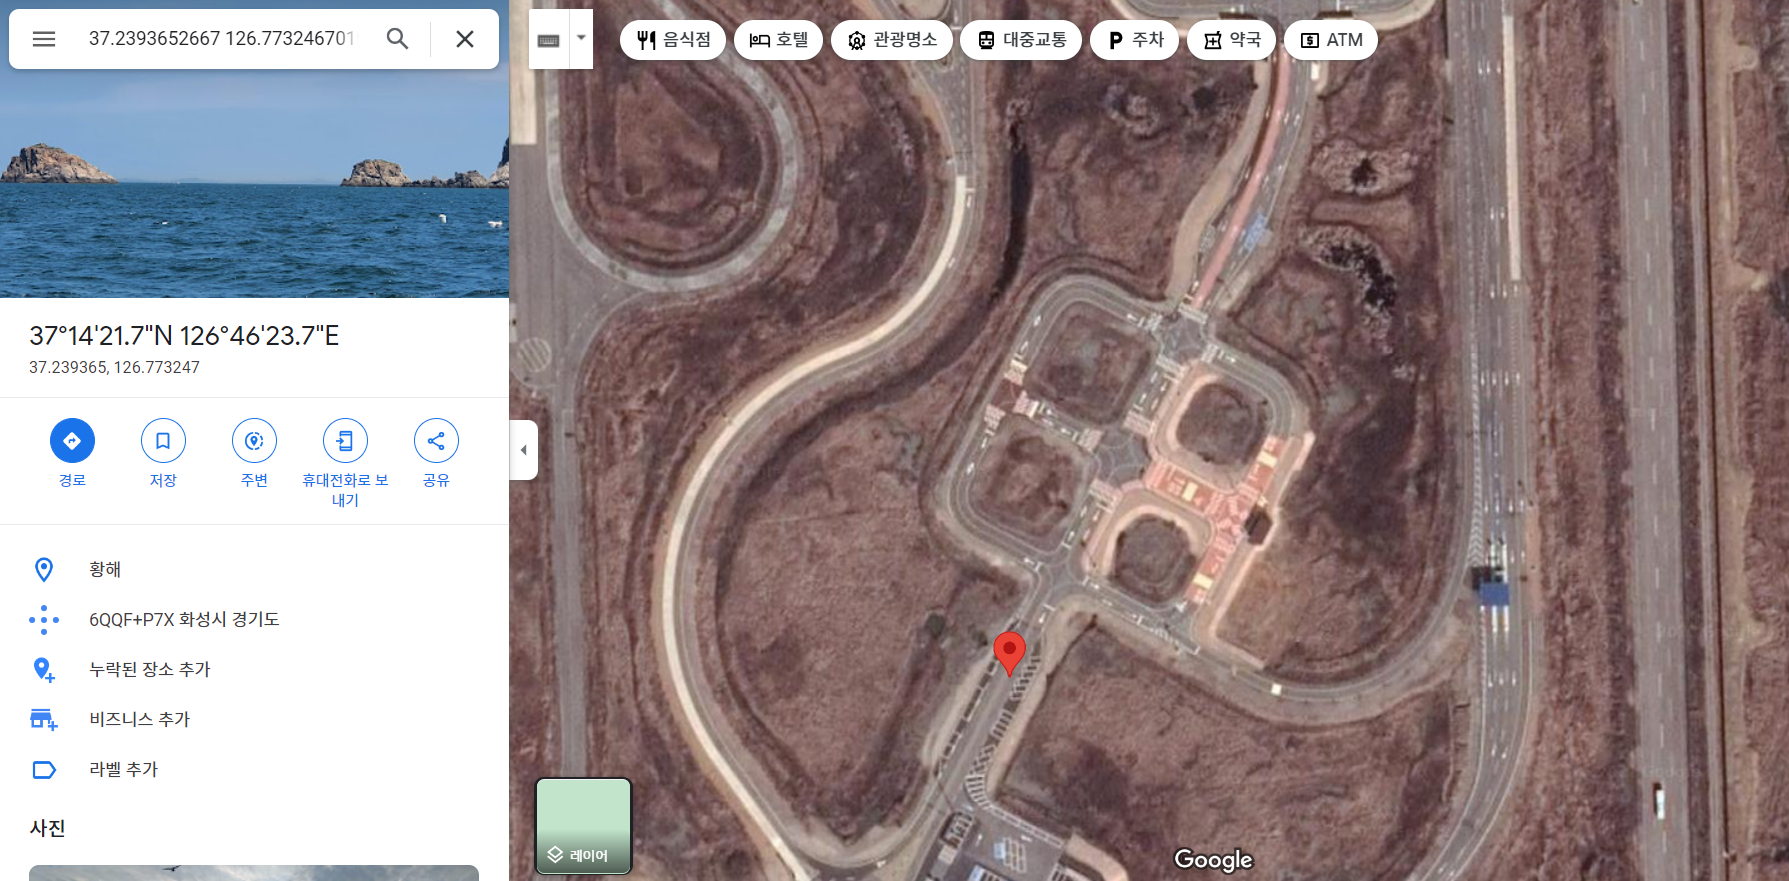 37.2393652667 126.773246701
음식점
호텔
관광명소
대중교통
주차
약국
ATM
37°14'21.7"N 126°46'23.7"E
37.239365, 126.773247
경로
저장
주변
휴대전화로 보
내기
공유
황해
6QQF+P7X 화성시 경기도
누락된 장소 추가
비즈니스 추가
라벨 추가
사진
레이어
Google